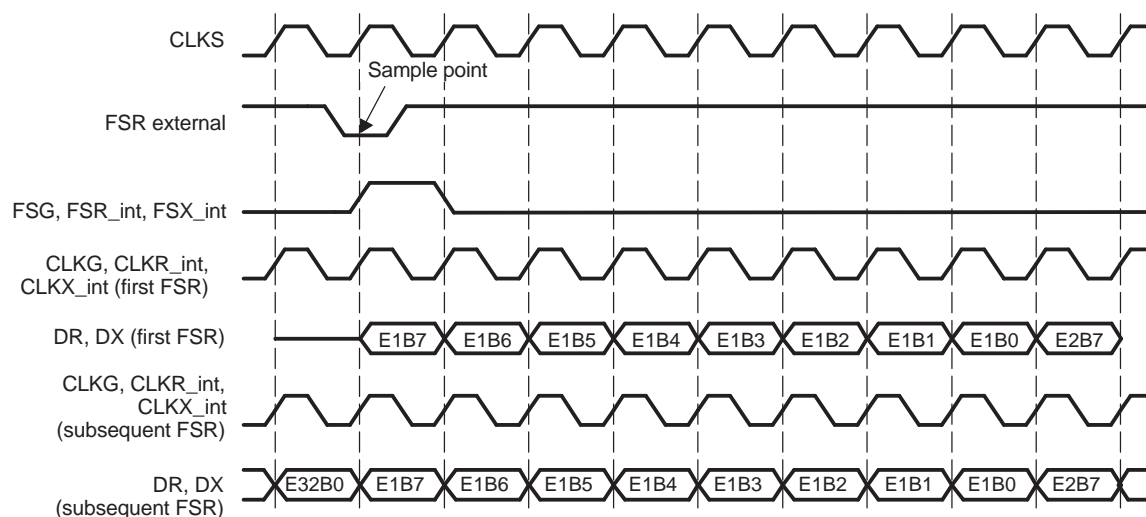 CLKS
Sample point
FSR external
FSG, FSR_int, FSX_int
CLKG, CLKR_int,
CLKX_int (first FSR)
DR, DX (first FSR)
E1B7 E1B6 E1B5 E1B4 E1B3 E1B2 E1B1 E1B0 E2B7
CLKG, CLKR_int,
CLKX_int
(subsequent FSR)
DR, DX
(subsequent FSR)
E32B0 E1B7 E1B6 E1B5 E1B4 E1B3 E1B2 E1B1 E1B0 E2B7